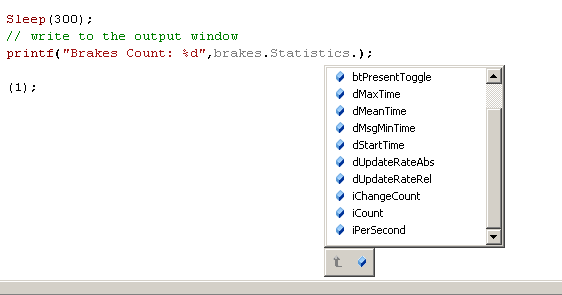 Sleep(300);
// write to the output window
printf("Brakes Count: %d",brakes.Statistics.);
(1);
btPresentToggle
dMaxTime
dMeanTime
dMsgMinTime
dStartTime
dUpdateRateAbs
dUpdateRateRel
iChangeCount
iCount
iPerSecond